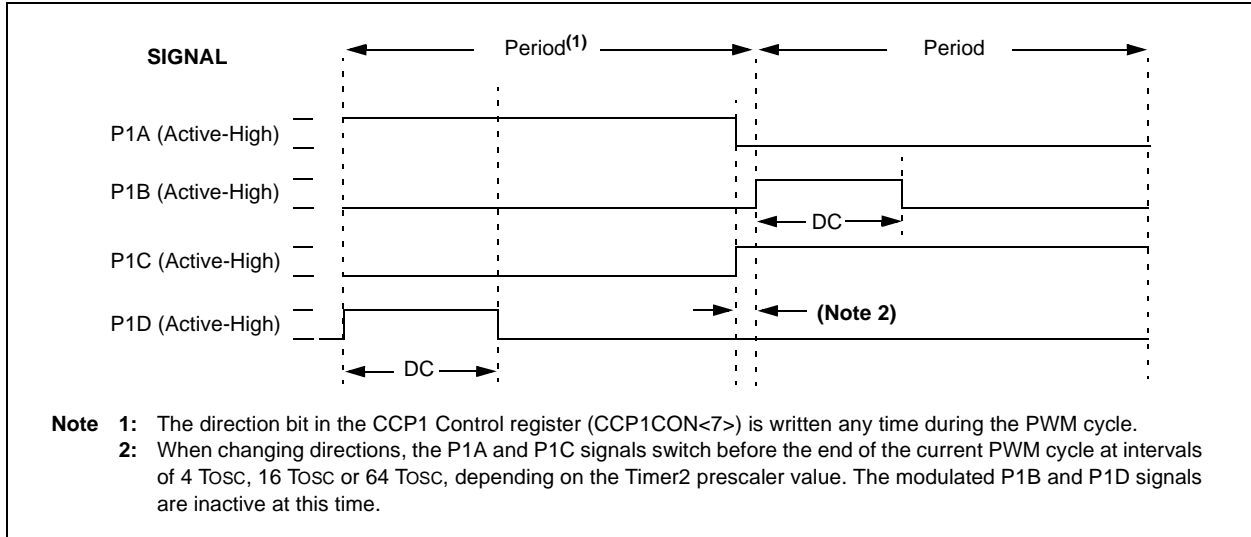 SIGNAL
Period(1)
Period
P1A (Active-High)
P1B (Active-High)
DC
P1C (Active-High)
P1D (Active-High)
(Note 2)
DC
Note 1: The direction bit in the CCP1 Control register (CCP1CON<7>) is written any time during the PWM cycle.
2: When changing directions, the P1A and P1C signals switch before the end of the current PWM cycle at intervals
of 4 TOSC, 16 TOSC or 64 TOSC, depending on the Timer2 prescaler value. The modulated P1B and P1D signals
are inactive at this time.